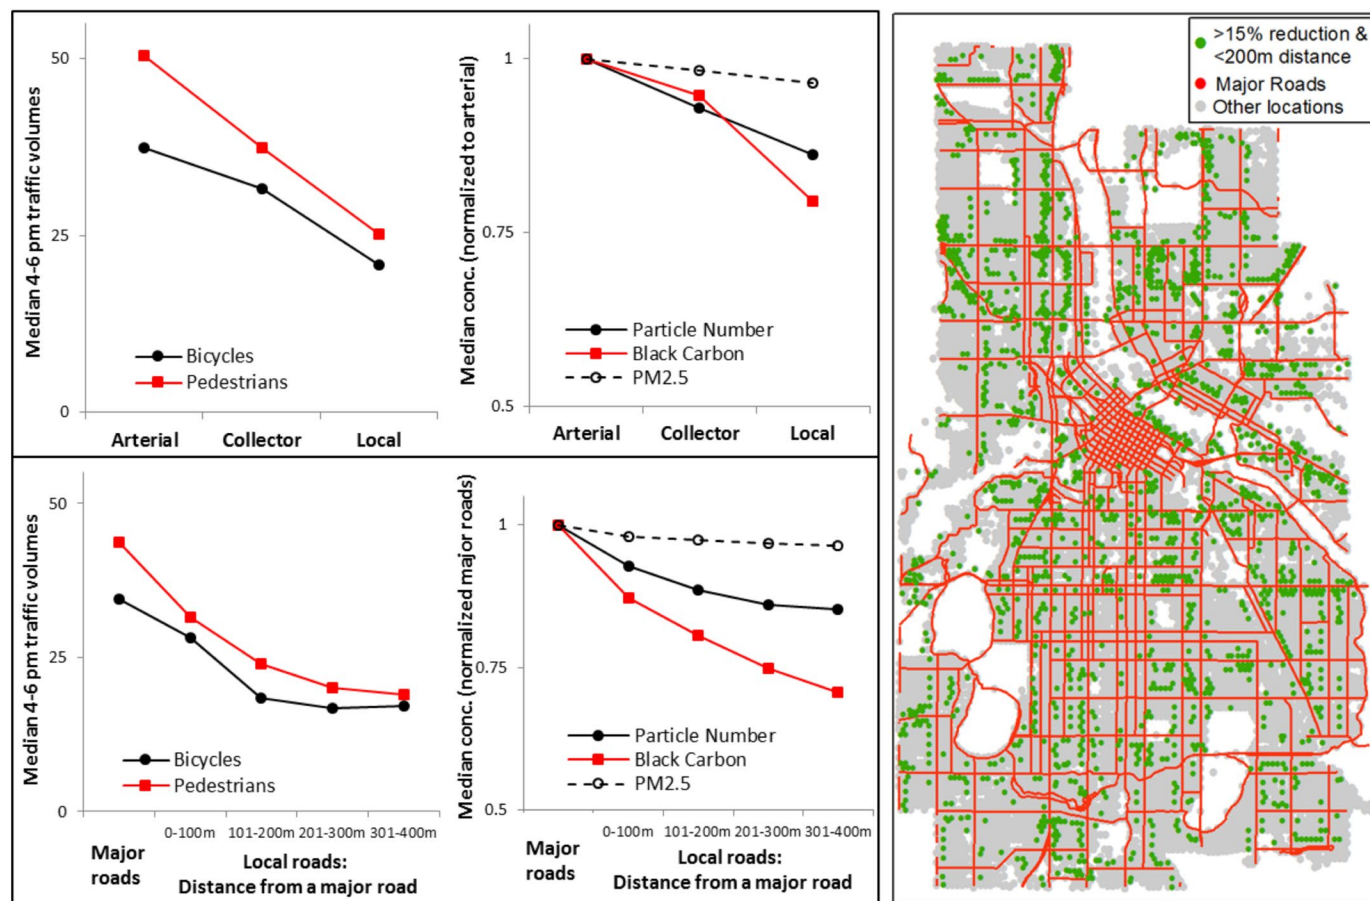 Median 4-6 pm traffic volumes
50
25
0
Bicycles
Pedestrians
Arterial Collector Local
Median conc. (normalized to arterial)
1
0.75
0.5
Particle Number
Black Carbon
PM2.5
Arterial Collector Local
Median 4-6 pm traffic volumes
50
25
0
Bicycles
Pedestrians
0-100m 101-200m 201-300m 301-400m
Major
roads
Local roads:
Distance from a major road
Median conc. (normalized major roads)
1
0.75
0.5
Particle Number
Black Carbon
PM2.5
0-100m 101-200m 201-300m 301-400m
Major
roads
Local roads:
Distance from a major road
>15% reduction &
<200m distance
Major Roads
Other locations